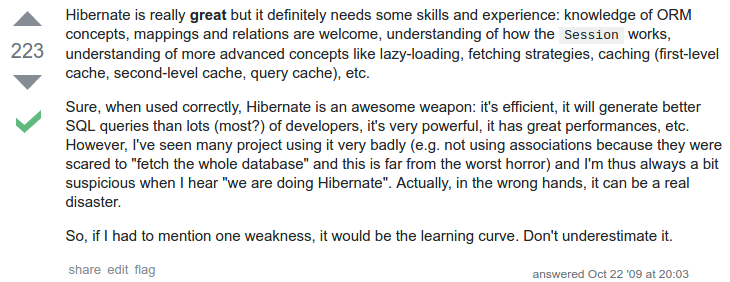 Hibernate is really great but it definitely needs some skills and experience: knowledge of ORM
concepts, mappings and relations are welcome, understanding of how the Session works,
understanding of more advanced concepts like lazy-loading, fetching strategies, caching (first-level
cache, second-level cache, query cache), etc.
223
Sure, when used correctly, Hibernate is an awesome weapon: it's efficient, it will generate better
SQL queries than lots (most?) of developers, it's very powerful, it has great performances, etc.
However, I've seen many project using it very badly (e.g. not using associations because they were
scared to "fetch the whole database" and this is far from the worst horror) and I'm thus always a bit
suspicious when I hear "we are doing Hibernate". Actually, in the wrong hands, it can be a real
disaster.
So, if I had to mention one weakness, it would be the learning curve. Don't underestimate it.
share edit flag
answered Oct 22 '09 at 20:03